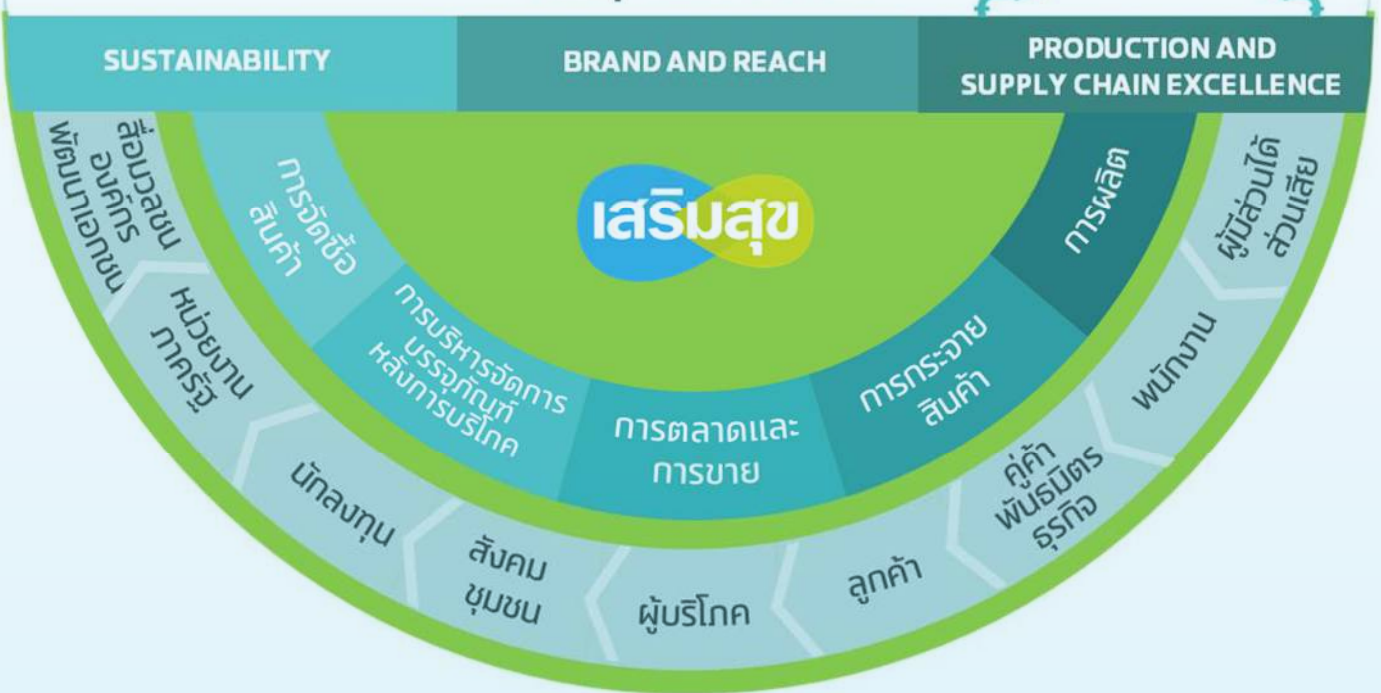 SUSTAINABILITY
BRAND AND REACH
PRODUCTION AND
SUPPLY CHAIN EXCELLENCE
เสริมสุข
การจัดซื้อ
สินค้า
การบริหารจัดการ
บรรจุภัณฑ์
หลังการบริโภค
การตลาดและ
การขาย
การกระจาย
สินค้า
การผลิต
สื่อมวลชน
องค์กร
พัฒนาเอกชน
หน่วยงาน
ภาครัฐ
นักลงทุน
สังคม
ชุมชน
ผู้บริโภค
ลูกค้า
คู่ค้า
พันธมิตร
ธุรกิจ
พนักงาน
ผู้มีส่วนได้
ส่วนเสีย